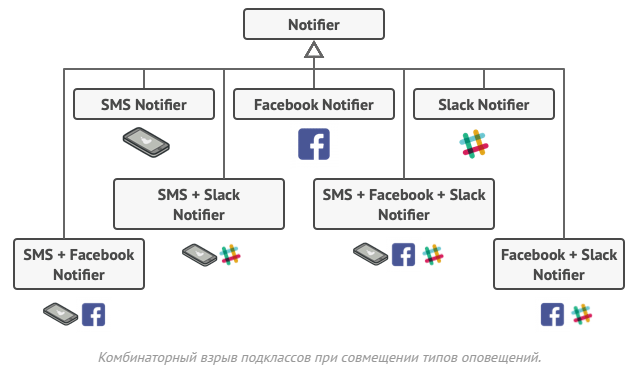 Notifier
SMS Notifier
Facebook Notifier
Slack Notifier
SMS + Slack
Notifier
SMS + Facebook + Slack
Notifier
SMS + Facebook
Notifier
Facebook + Slack
Notifier
Комбинаторный взрыв подклассов при совмещении типов оповещений.